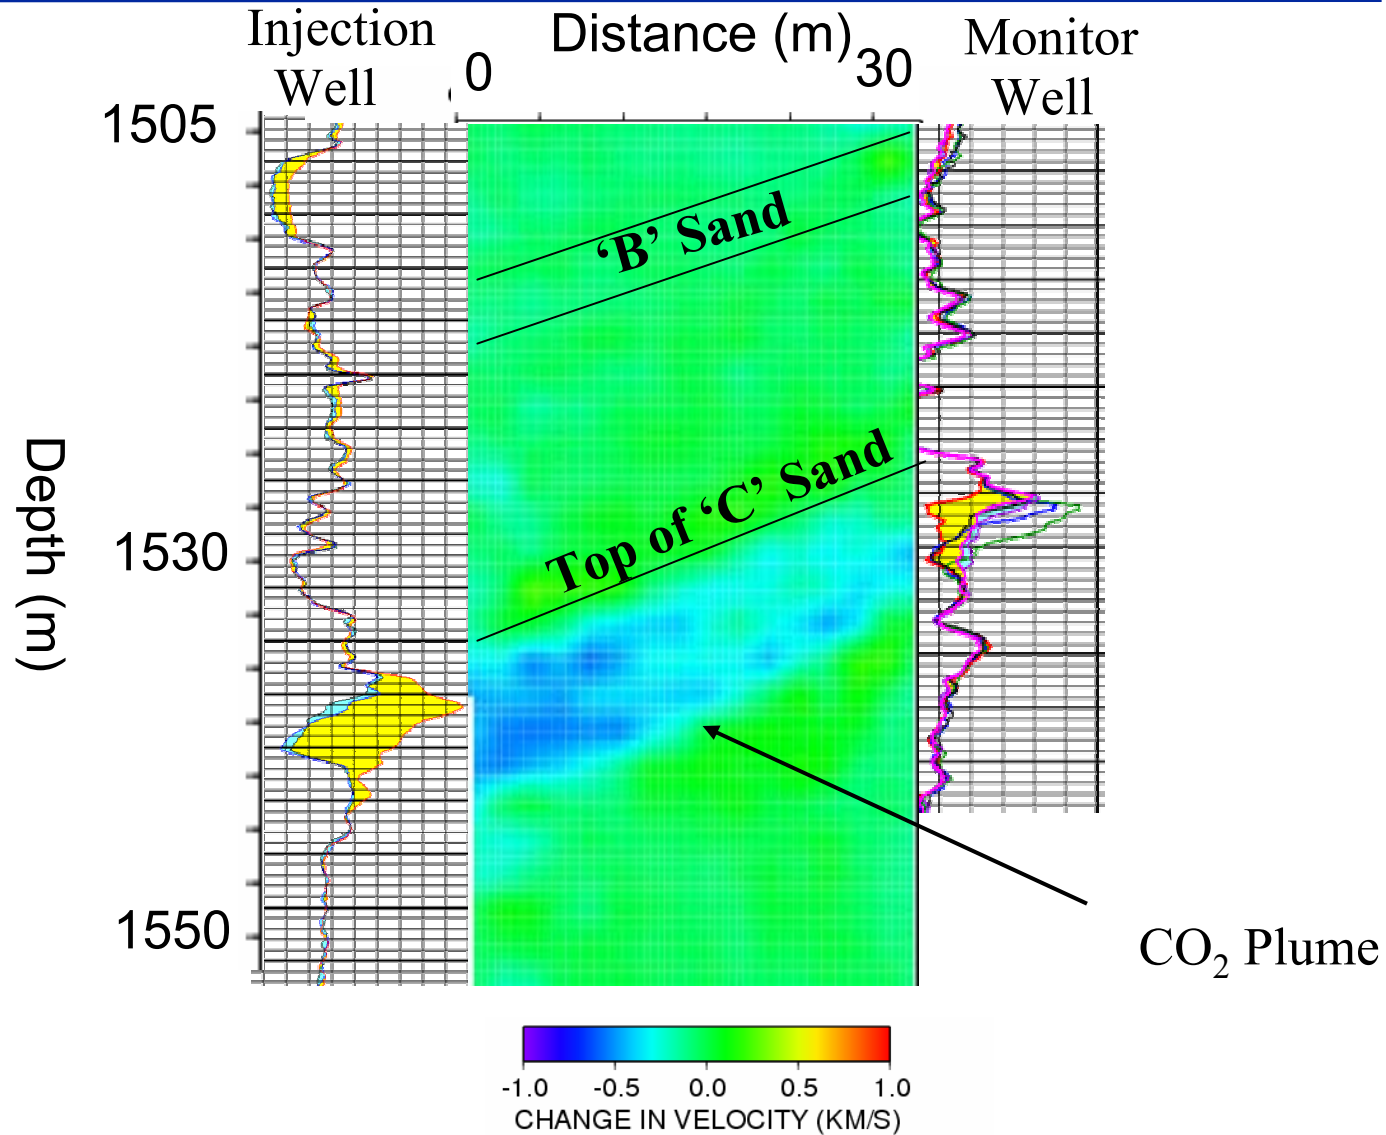 Injection
Well
Distance (m)
0
30
Monitor
Well
1505
'B' Sand
Top of 'C' Sand
Depth (m)
1530
1550
CO₂ Plume
-1.0 -0.5 0.0 0.5 1.0
CHANGE IN VELOCITY (KM/S)